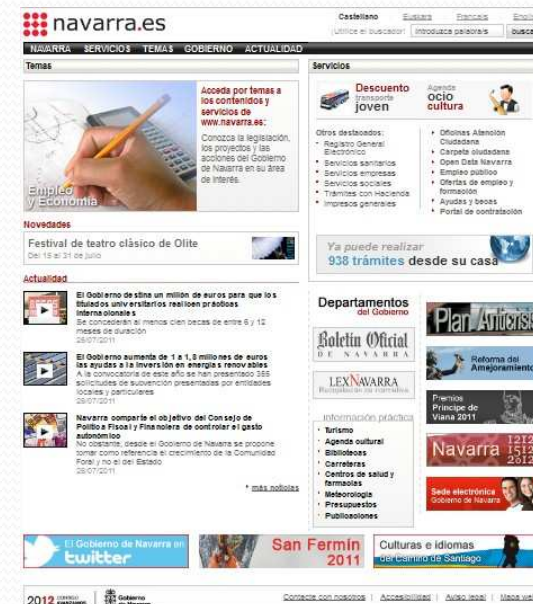 navarra.es
Castellano Euskara Français English
¡Utilice el buscador! Introduzca palabra/s busca
NAVARRA SERVICIOS TEMAS GOBIERNO ACTUALIDAD
Temas
Acceda por temas a
los contenidos y
servicios de
www.navarra.es:
Conozca la legislación,
los proyectos y las
acciones del Gobierno
de Navarra en su área
de interés.
Empleo
y Economía
Novedades
Festival de teatro clásico de Olite
Del 15 al 31 de julio
Actualidad
El Gobierno destina un millón de euros para que los
titulados universitarios realicen prácticas
internacionales
Se concederán al menos cien becas de entre 6 y 12
meses de duración
28/07/2011
El Gobierno aumenta de 1 a 1,8 millones de euros
las ayudas a la inversión en energías renovables
A la convocatoria de este año se han presentado 365
solicitudes de subvención presentadas por entidades
locales y particulares
28/07/2011
Navarra comparte el objetivo del Consejo de
Política Fiscal y Financiera de controlar el gasto
autonómico
No obstante, desde el Gobierno de Navarra se propone
tomar como referencia el crecimiento de la Comunidad
Foral y no el del Estado
28/07/2011
más noticias
Servicios
Descuento
transporte
joven
Agenda
ocio
cultura
Otros destacados:
Registro General
Electrónico
Servicios sanitarios
Servicios empresas
Servicios sociales
Trámites con Hacienda
Impresos generales
Oficinas Atención
Ciudadana
Carpeta ciudadana
Open Data Navarra
Empleo público
Ofertas de empleo y
formación
Ayudas y becas
Portal de contratación
Ya puede realizar
938 trámites desde su casa
Departamentos
del Gobierno
Boletín Oficial
DE NAVARRA
LEXNAVARRA
Información práctica
Turismo
Agenda cultural
Bibliotecas
Carreteras
Centros de salud y
farmacias
Meteorología
Presupuestos
Publicaciones
Plan Anticrisis
Reforma del
Amejoramiento
Premios
Príncipe de
Viana 2011
Navarra 1212
1512
2012
Sede electrónica
Gobierno de Navarra
El Gobierno de Navarra en
twitter
San Fermín
2011
Culturas e idiomas
del Camino de Santiago
2012
Gobierno
de Navarra
Contacte con nosotros | Accesibilidad | Aviso legal | Mapa web